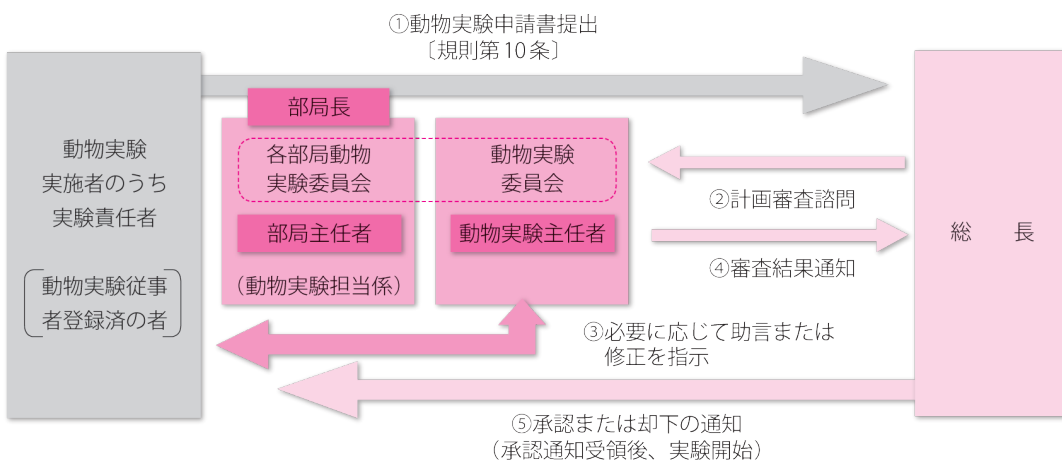 ①動物実験申請書提出
〔規則第10条〕
動物実験
実施者のうち
実験責任者
動物実験従事
者登録済の者
部局長
各部局動物
実験委員会
部局主任者
（動物実験担当係）
動物実験
委員会
動物実験主任者
②計画審査諮問
④審査結果通知
総　長
③必要に応じて助言または
修正を指示
⑤承認または却下の通知
（承認通知受領後、実験開始）